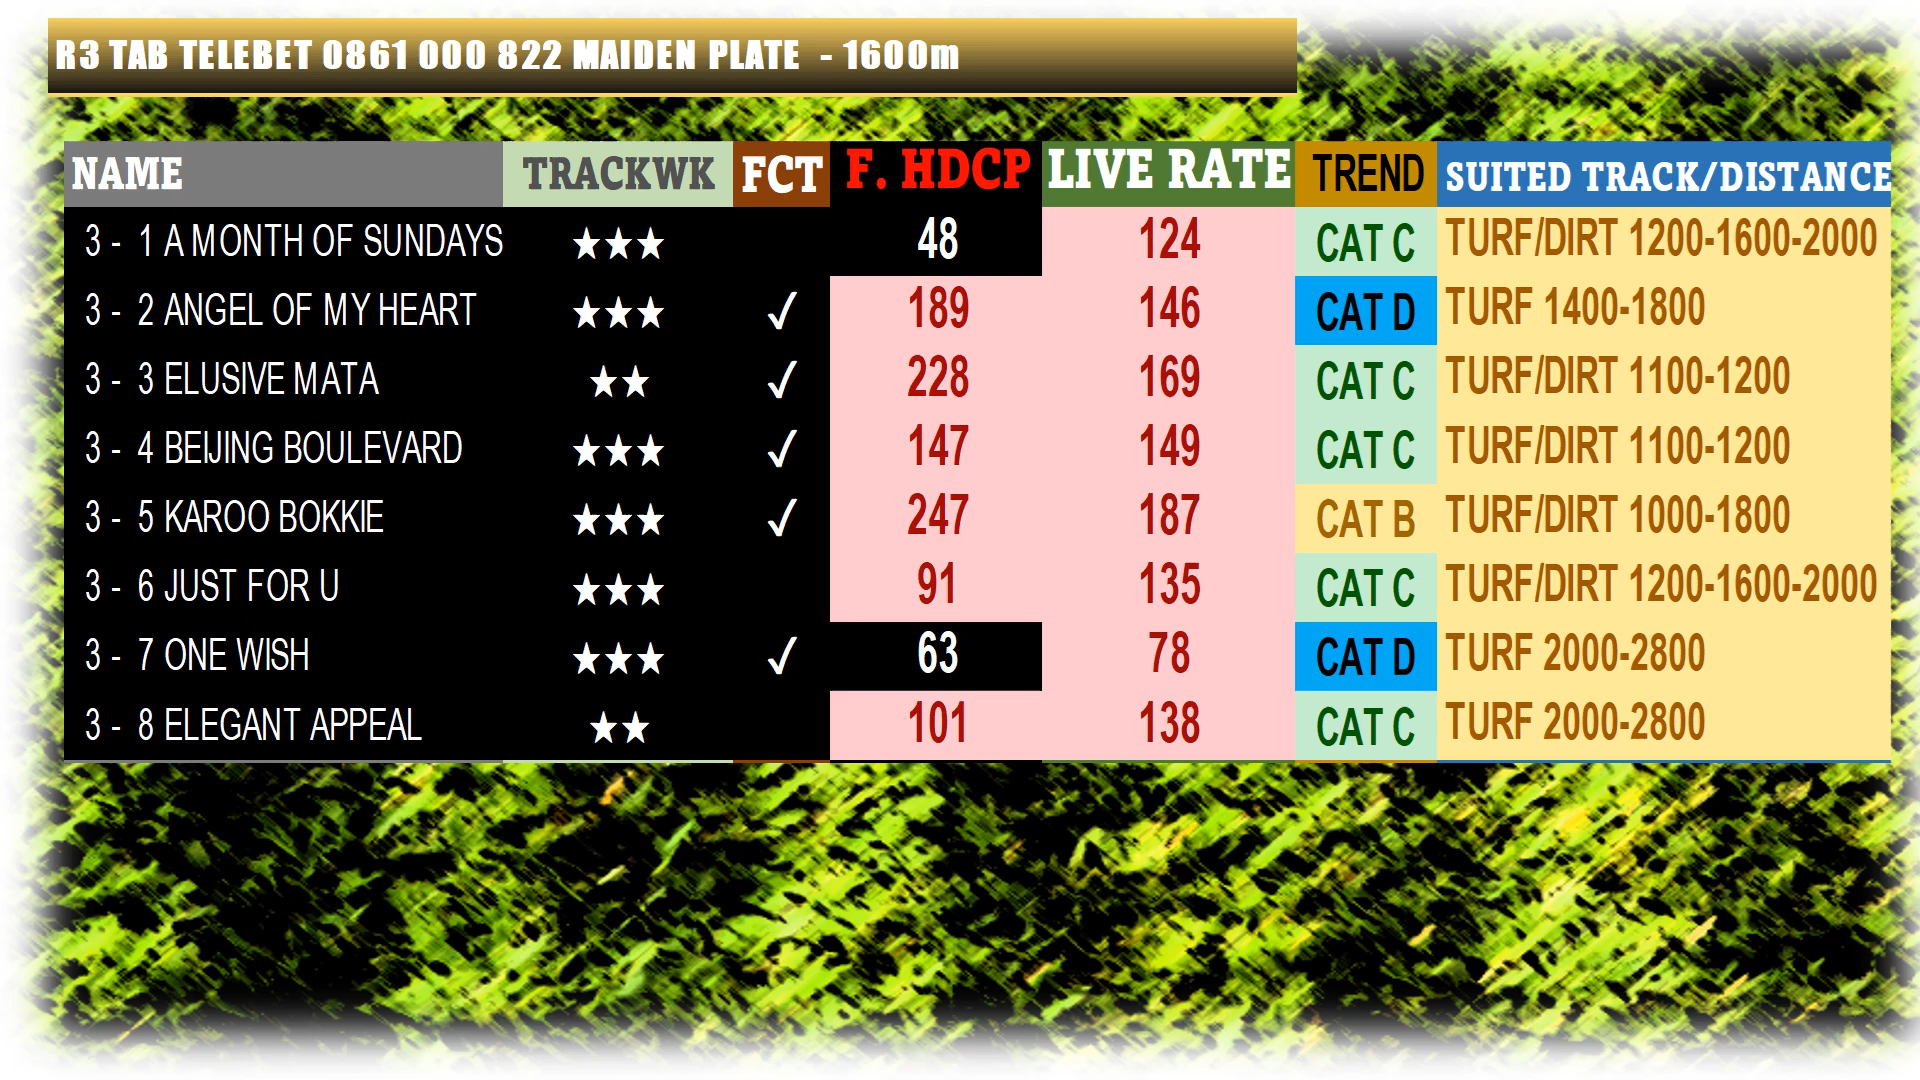 R3 TAB TELEBET 0861 000 822 MAIDEN PLATE - 1600m
NAME TRACKWK FCT F. HDCP LIVE RATE TREND SUITED TRACK/DISTANCE
3 - 1 A MONTH OF SUNDAYS ★★★ 48 124 CAT C TURF/DIRT 1200-1600-2000
3 - 2 ANGEL OF MY HEART ★★★ ✓ 189 146 CAT D TURF 1400-1800
3 - 3 ELUSIVE MATA ★★ ✓ 228 169 CAT C TURF/DIRT 1100-1200
3 - 4 BEIJING BOULEVARD ★★★ ✓ 147 149 CAT C TURF/DIRT 1100-1200
3 - 5 KAROO BOKKIE ★★★ ✓ 247 187 CAT B TURF/DIRT 1000-1800
3 - 6 JUST FOR U ★★★ 91 135 CAT C TURF/DIRT 1200-1600-2000
3 - 7 ONE WISH ★★★ ✓ 63 78 CAT D TURF 2000-2800
3 - 8 ELEGANT APPEAL ★★ 101 138 CAT C TURF 2000-2800